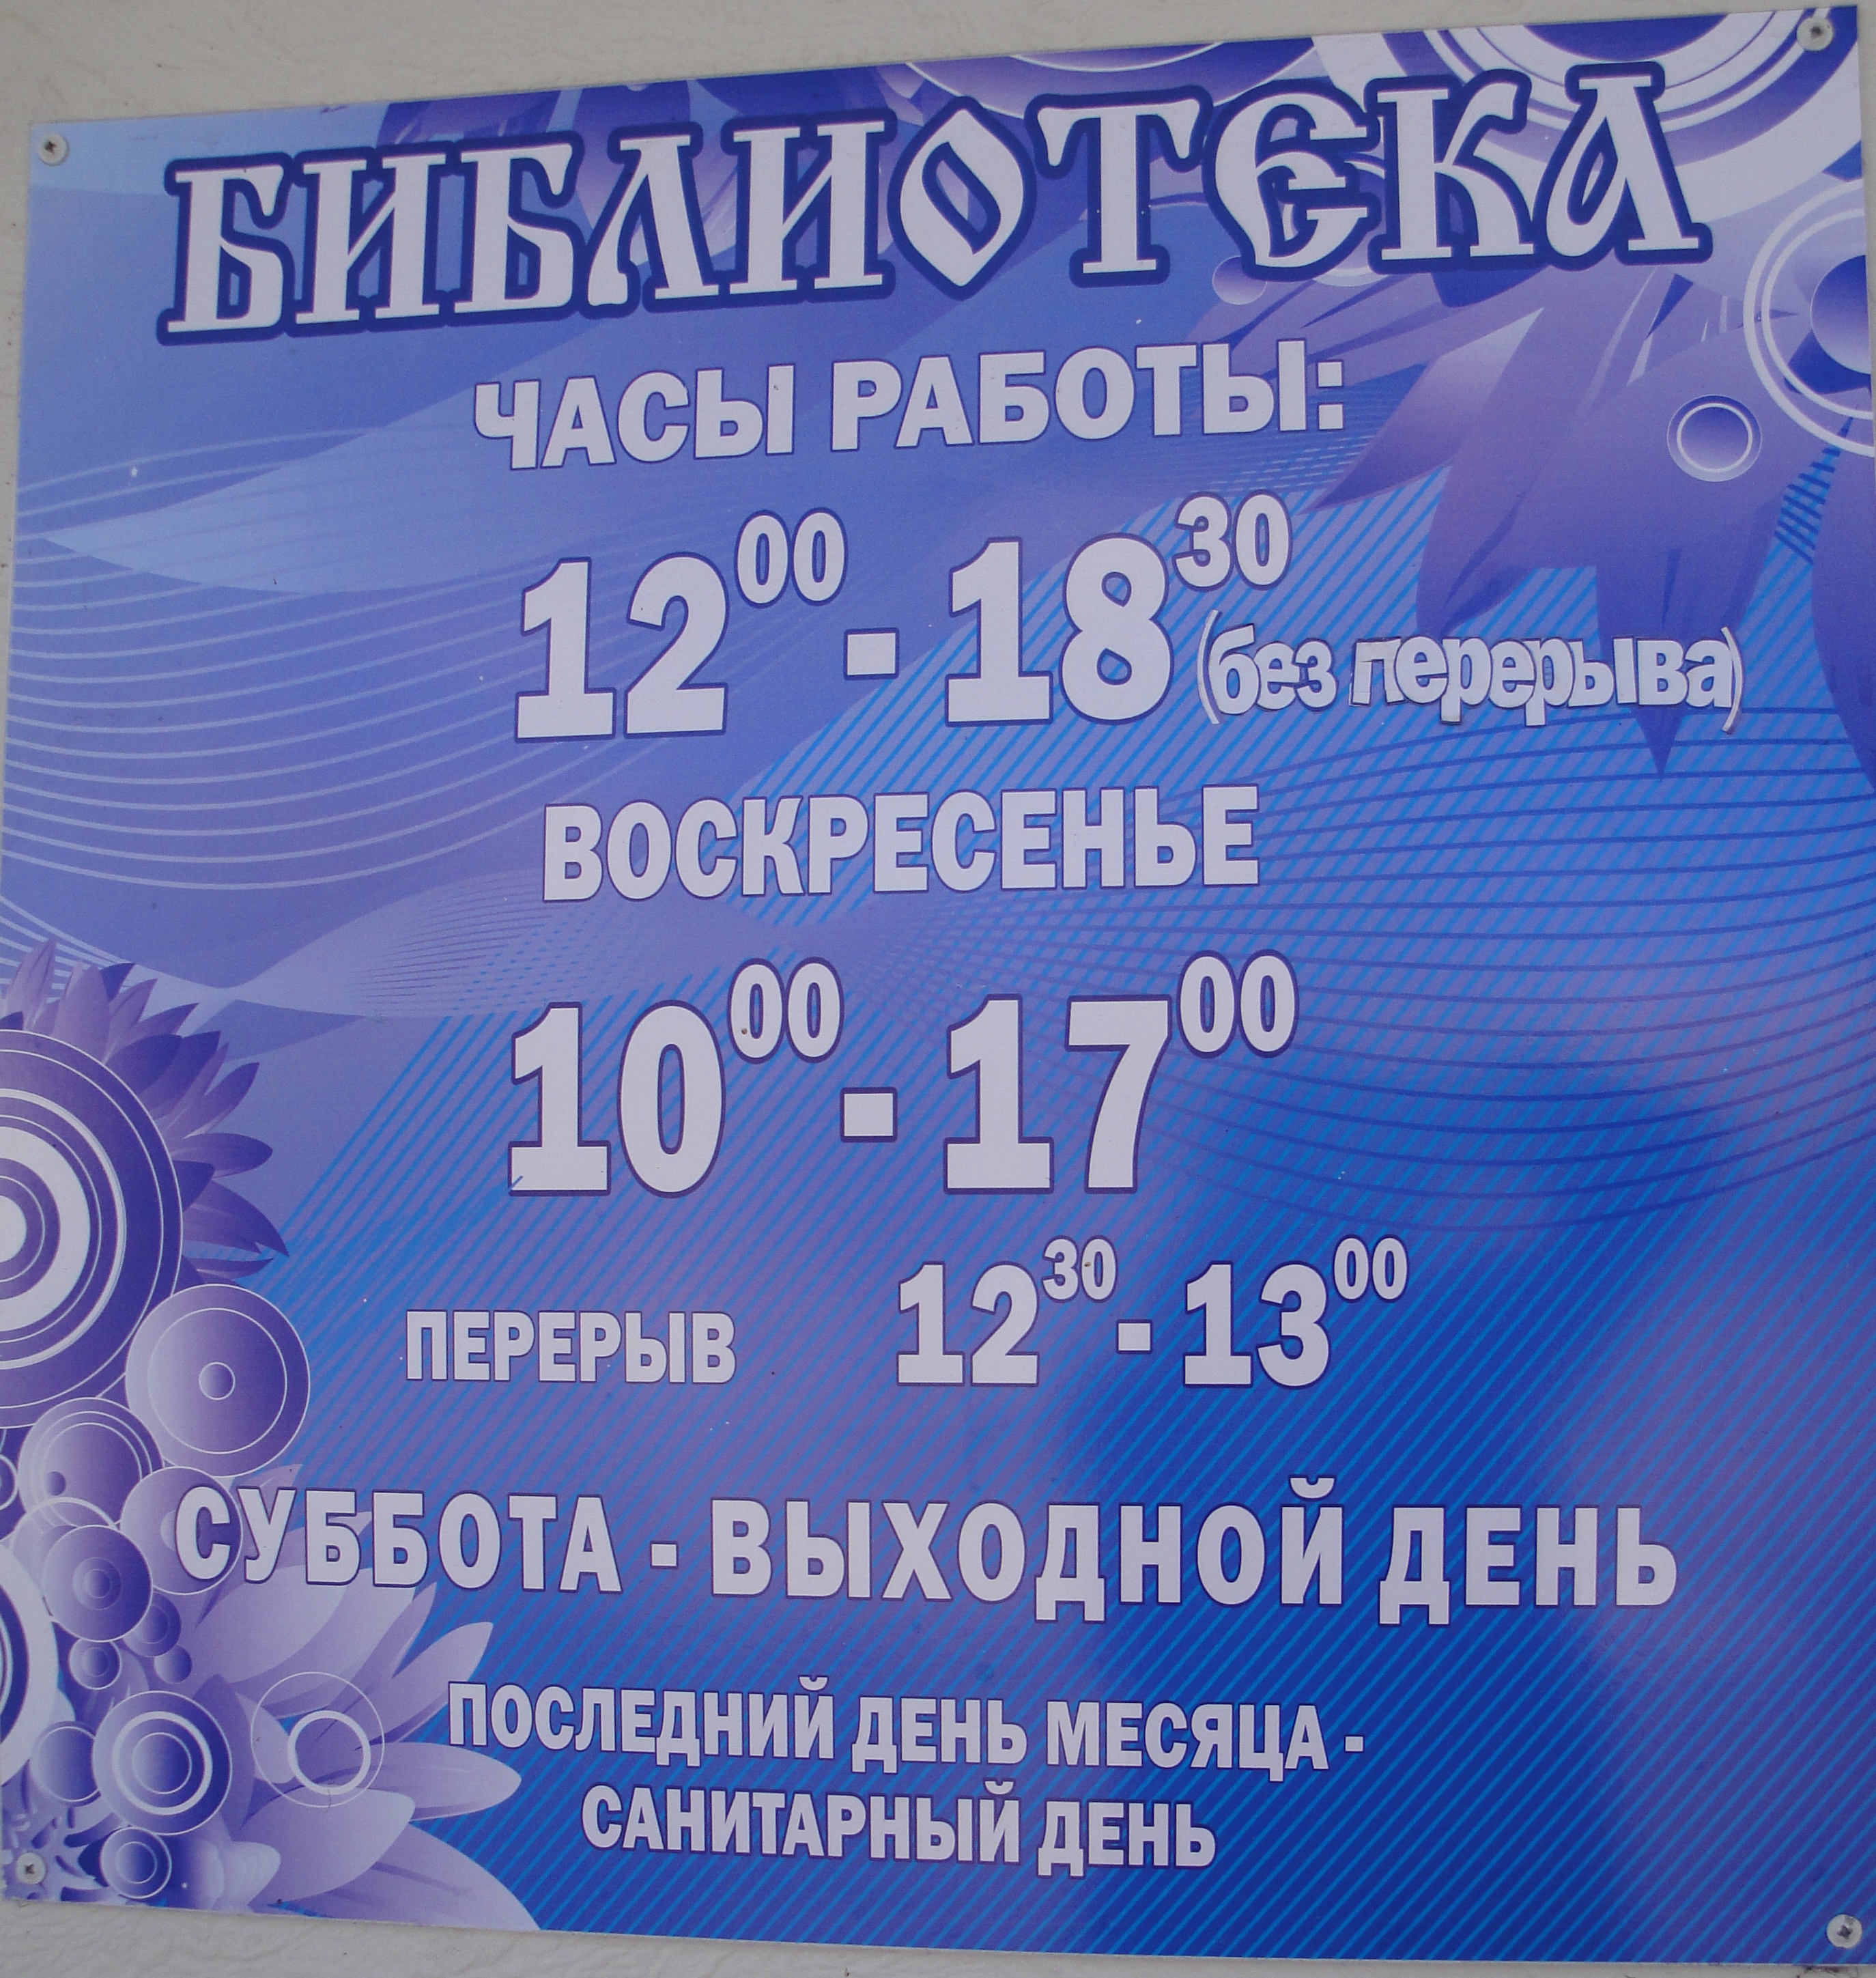 БИБЛИОТЕКА
ЧАСЫ РАБОТЫ:
12⁰⁰ - 18³⁰ (без перерыва)
ВОСКРЕСЕНЬЕ
10⁰⁰ - 17⁰⁰
ПЕРЕРЫВ 12³⁰ - 13⁰⁰
СУББОТА - ВЫХОДНОЙ ДЕНЬ
ПОСЛЕДНИЙ ДЕНЬ МЕСЯЦА -
САНИТАРНЫЙ ДЕНЬ